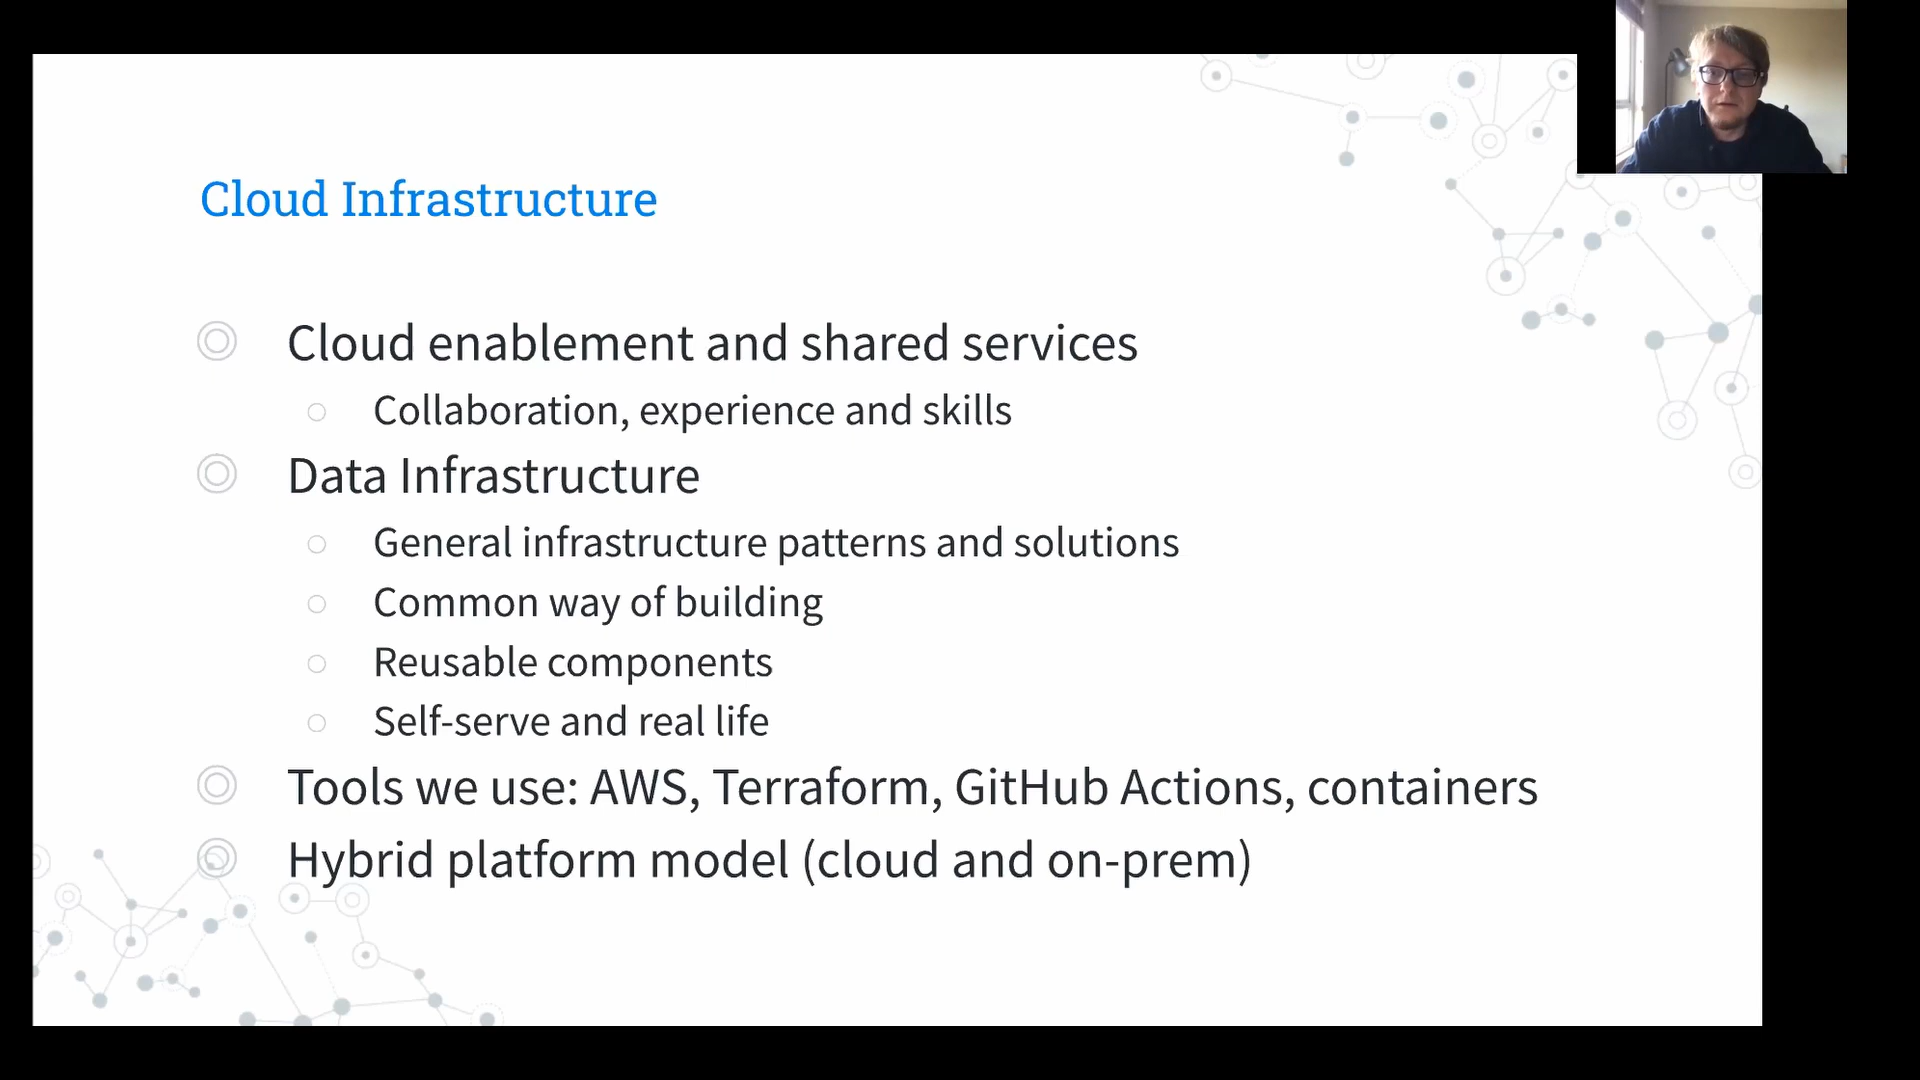 Cloud Infrastructure
Cloud enablement and shared services
Collaboration, experience and skills
Data Infrastructure
General infrastructure patterns and solutions
Common way of building
Reusable components
Self-serve and real life
Tools we use: AWS, Terraform, GitHub Actions, containers
Hybrid platform model (cloud and on-prem)